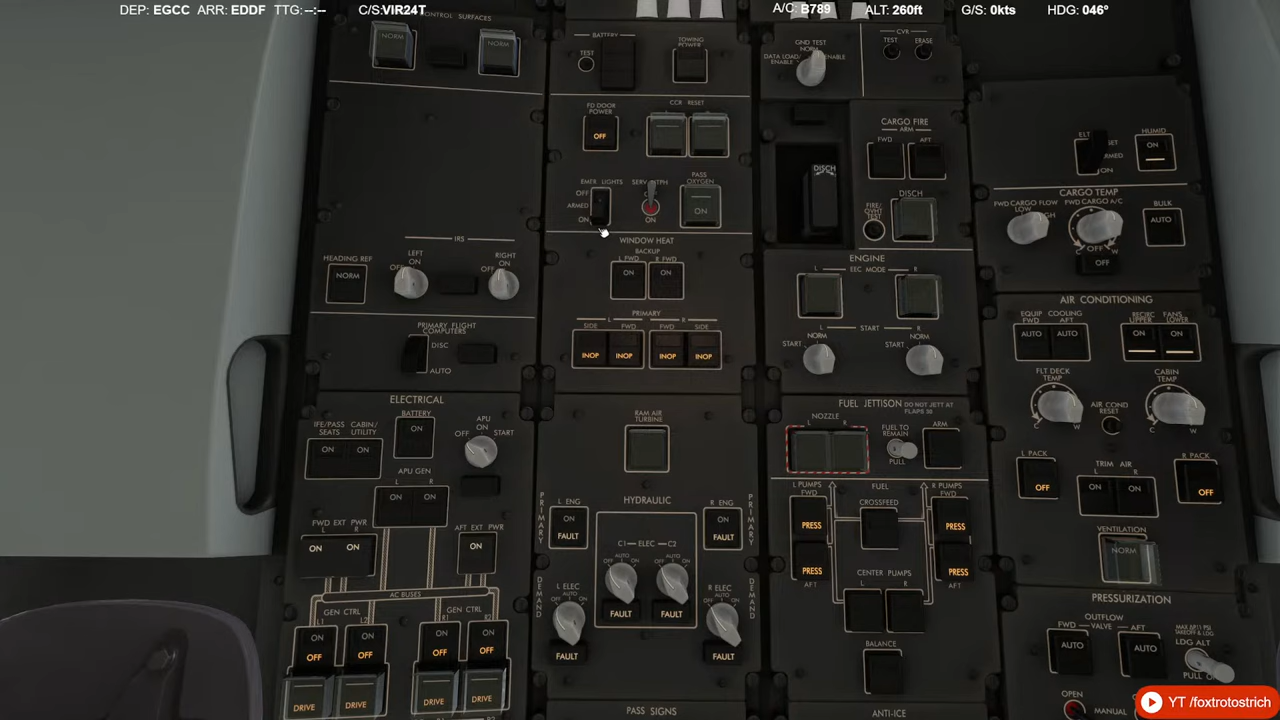 DEP: EGCC ARR: EDDF TTG:--:-- C/S:VIR24T A/C: B789 ALT: 260ft G/S: 0kts HDG: 046°
CONTROL SURFACES
NORM
NORM
BATTERY
TEST
TOWING
POWER
FD DOOR
POWER
OFF
CCR RESET
EMER LIGHTS
OFF
ARMED
ON
ON
PASS
OXYGEN
ON
IRS
HEADING REF
NORM
LEFT
ON
OFF
RIGHT
ON
OFF
WINDOW HEAT
BACKUP
L FWD R FWD
ON ON
PRIMARY
L R
SIDE FWD FWD SIDE
INOP INOP INOP INOP
PRIMARY FLIGHT
COMPUTERS
DISC
AUTO
ELECTRICAL
IFE/PASS
SEATS
CABIN/
UTILITY
ON ON
BATTERY
ON
APU
ON
OFF START
APU GEN
L R
ON ON
FWD EXT PWR
L R
ON ON
AFT EXT PWR
ON
AC BUSES
GEN CTRL GEN CTRL
L1 L2 R1 R2
ON ON ON ON
OFF OFF OFF OFF
DRIVE DRIVE DRIVE DRIVE
RAM AIR
TURBINE
HYDRAULIC
PRIMARY
L ENG
ON
FAULT
R ENG
ON
FAULT
PRIMARY
C1—ELEC—C2
AUTO
OFF ON
AUTO
OFF ON
FAULT FAULT
DEMAND
L ELEC
AUTO
OFF ON
FAULT
R ELEC
AUTO
OFF ON
FAULT
DEMAND
PASS SIGNS
GND TEST
NORM
DATA LOAD/
ENABLE
ENABLE
CVR
TEST ERASE
CARGO FIRE
ARM
FWD AFT
DISCH
FIRE/
OVHT
TEST
DISCH
ENGINE
L EEC MODE R
L START R
NORM
START
NORM
START
FUEL JETTISON
DO NOT JETT AT
FLAPS 30
NOZZLE
L R
FUEL TO
REMAIN
PULL
ARM
L PUMPS
FWD
FUEL
R PUMPS
FWD
PRESS
CROSSFEED
PRESS
PRESS
AFT
CENTER PUMPS
L R
PRESS
AFT
BALANCE
ANTI-ICE
ELT
ARMED
ON
HUMID
ON
CARGO TEMP
FWD CARGO FLOW
LOW HIGH
FWD CARGO A/C
C OFF W
OFF
BULK
AUTO
AIR CONDITIONING
EQUIP COOLING
FWD AFT
AUTO AUTO
RECIRC FANS
UPPER LOWER
ON ON
FLT DECK
TEMP
C W
AIR COND
RESET
CABIN
TEMP
C W
L PACK
OFF
TRIM AIR
L R
ON ON
R PACK
OFF
VENTILATION
NORM
PRESSURIZATION
OUTFLOW
FWD VALVE AFT
AUTO AUTO
TAKEOFF & LDG
LDG ALT
PULL ON
OPEN
MANUAL
YT /foxtrotostrich